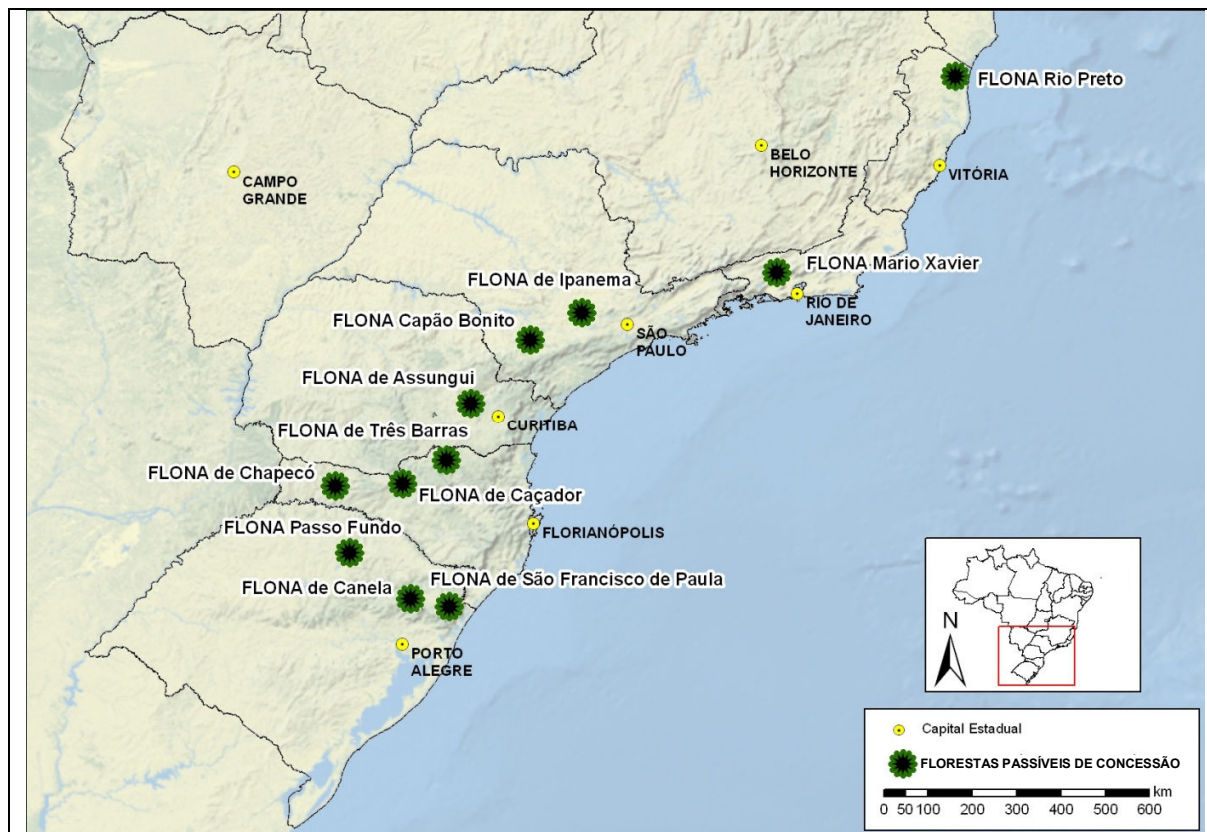 FLONA Rio Preto
BELO
HORIZONTE
VITÓRIA
CAMPO
GRANDE
FLONA Mario Xavier
FLONA de Ipanema
RIO DE
JANEIRO
FLONA Capão Bonito
SÃO
PAULO
FLONA de Assungui
CURITIBA
FLONA de Três Barras
FLONA de Chapecó
FLONA de Caçador
FLONA Passo Fundo
FLORIANÓPOLIS
FLONA de Canela
FLONA de São Francisco de Paula
PORTO
ALEGRE
N
Capital Estadual
FLORESTAS PASSÍVEIS DE CONCESSÃO
km
0 50 100 200 300 400 500 600